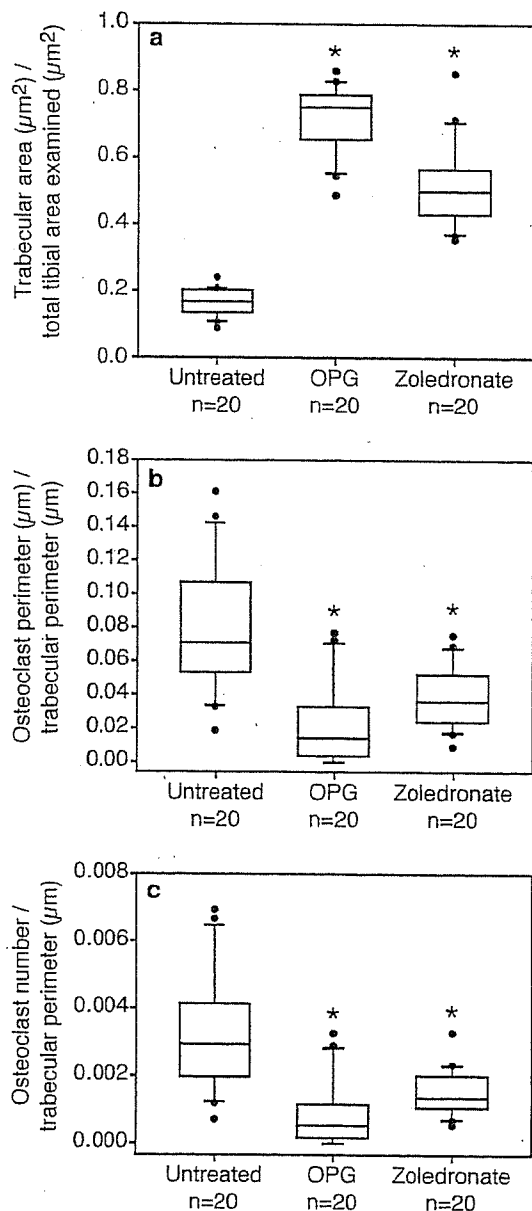 a
Trabecular area (µm²) /
total tibial area examined (µm²)
1.0
0.8
0.6
0.4
0.2
0.0
* *
Untreated OPG Zoledronate
n=20 n=20 n=20
b
Osteoclast perimeter (µm) /
trabecular perimeter (µm)
0.18
0.16
0.14
0.12
0.10
0.08
0.06
0.04
0.02
0.00
* *
Untreated OPG Zoledronate
n=20 n=20 n=20
c
Osteoclast number /
trabecular perimeter (µm)
0.008
0.006
0.004
0.002
0.000
* *
Untreated OPG Zoledronate
n=20 n=20 n=20